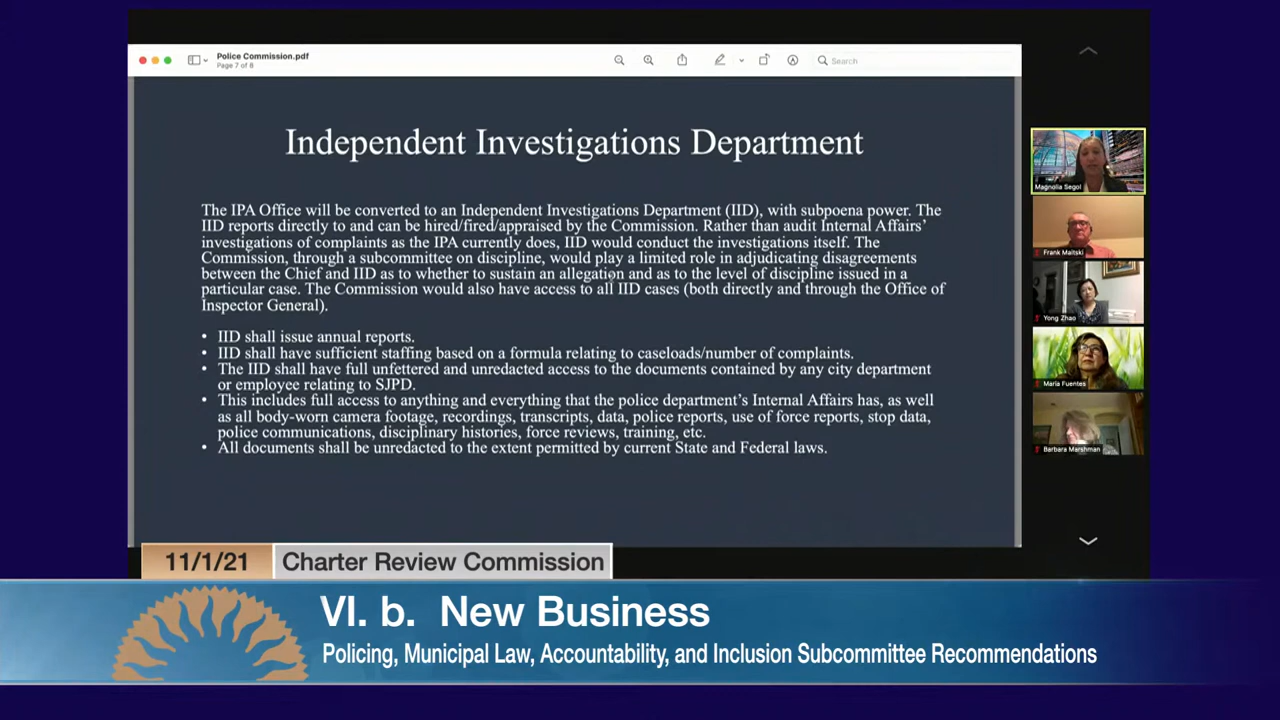 Police Commission.pdf
Page 7 of 8
Search
Independent Investigations Department
The IPA Office will be converted to an Independent Investigations Department (IID), with subpoena power. The
IID reports directly to and can be hired/fired/appraised by the Commission. Rather than audit Internal Affairs'
investigations of complaints as the IPA currently does, IID would conduct the investigations itself. The
Commission, through a subcommittee on discipline, would play a limited role in adjudicating disagreements
between the Chief and IID as to whether to sustain an allegation and as to the level of discipline issued in a
particular case. The Commission would also have access to all IID cases (both directly and through the Office of
Inspector General).
• IID shall issue annual reports.
• IID shall have sufficient staffing based on a formula relating to caseloads/number of complaints.
• The IID shall have full unfettered and unredacted access to the documents contained by any city department
or employee relating to SJPD.
• This includes full access to anything and everything that the police department's Internal Affairs has, as well
as all body-worn camera footage, recordings, transcripts, data, police reports, use of force reports, stop data,
police communications, disciplinary histories, force reviews, training, etc.
• All documents shall be unredacted to the extent permitted by current State and Federal laws.
Magnolia Segol
Frank Maitski
Yong Zhao
Maria Fuentes
Barbara Marshman
11/1/21
Charter Review Commission
VI. b. New Business
Policing, Municipal Law, Accountability, and Inclusion Subcommittee Recommendations